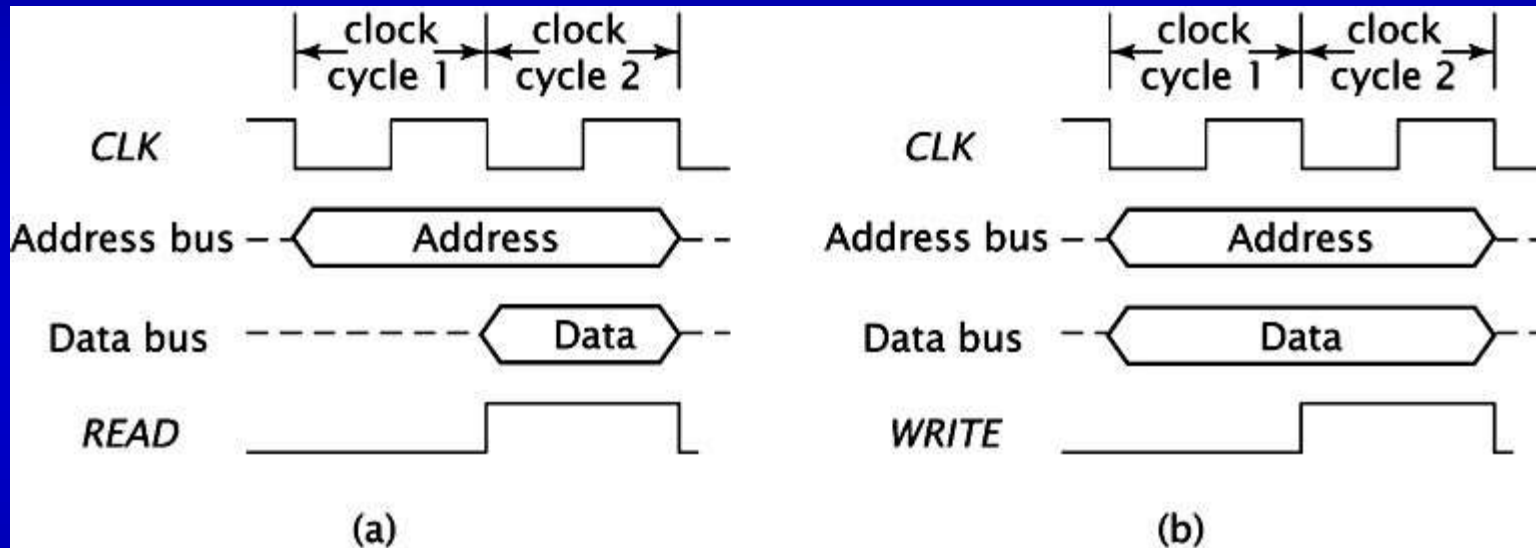 clock
cycle 1
clock
cycle 2
CLK
Address bus
Address
Data bus
Data
READ
(a)
clock
cycle 1
clock
cycle 2
CLK
Address bus
Address
Data bus
Data
WRITE
(b)